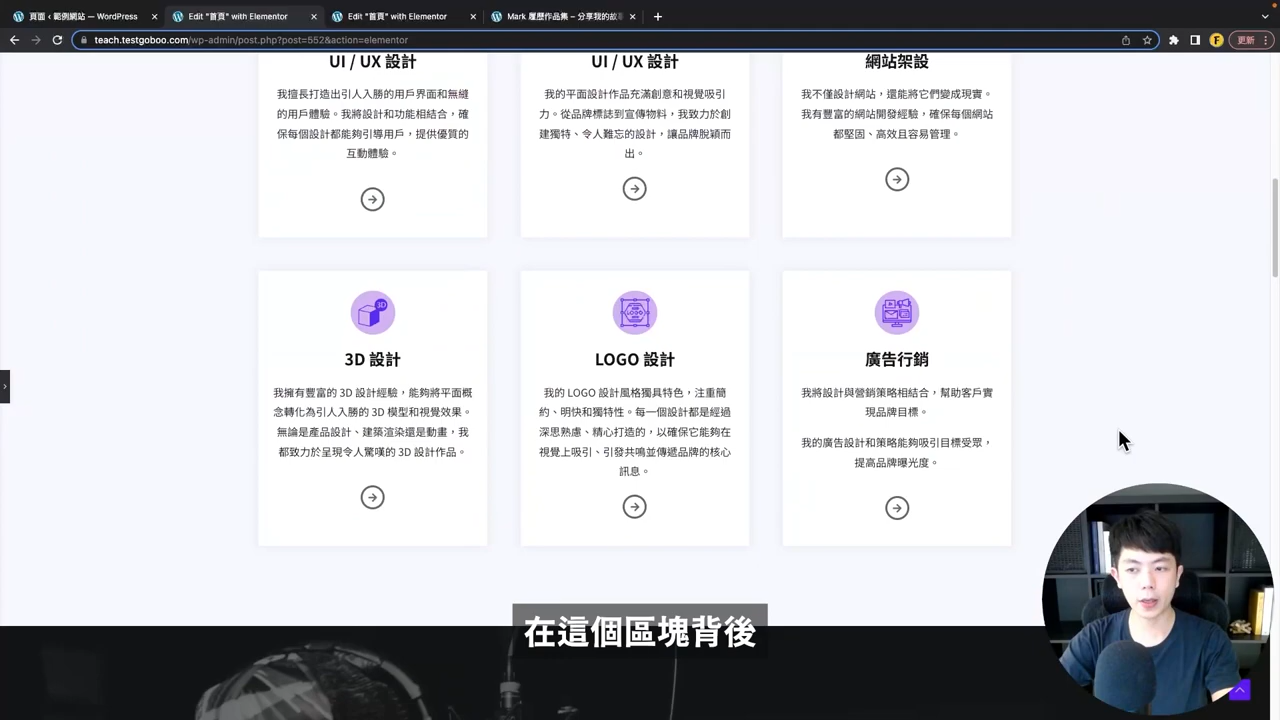 頁面 ‹ 範例網站 — WordPress
Edit "首頁" with Elementor
Edit "首頁" with Elementor
Mark 履歷作品集 – 分享我的故事
teach.testgoboo.com/wp-admin/post.php?post=552&action=elementor
F
更新
UI / UX 設計
我擅長打造出引人入勝的用戶界面和無縫
的用戶體驗。我將設計和功能相結合，確
保每個設計都能夠引導用戶，提供優質的
互動體驗。
UI / UX 設計
我的平面設計作品充滿創意和視覺吸引
力。從品牌標誌到宣傳物料，我致力於創
建獨特、令人難忘的設計，讓品牌脫穎而
出。
網站架設
我不僅設計網站，還能將它們變成現實。
我有豐富的網站開發經驗，確保每個網站
都堅固、高效且容易管理。
3D
3D 設計
我擁有豐富的 3D 設計經驗，能夠將平面概
念轉化為引人入勝的 3D 模型和視覺效果。
無論是產品設計、建築渲染還是動畫，我
都致力於呈現令人驚嘆的 3D 設計作品。
LOGO
LOGO 設計
我的 LOGO 設計風格獨具特色，注重簡
約、明快和獨特性。每一個設計都是經過
深思熟慮、精心打造的，以確保它能夠在
視覺上吸引、引發共鳴並傳遞品牌的核心
訊息。
廣告行銷
我將設計與營銷策略相結合，幫助客戶實
現品牌目標。
我的廣告設計和策略能夠吸引目標受眾，
提高品牌曝光度。
在這個區塊背後